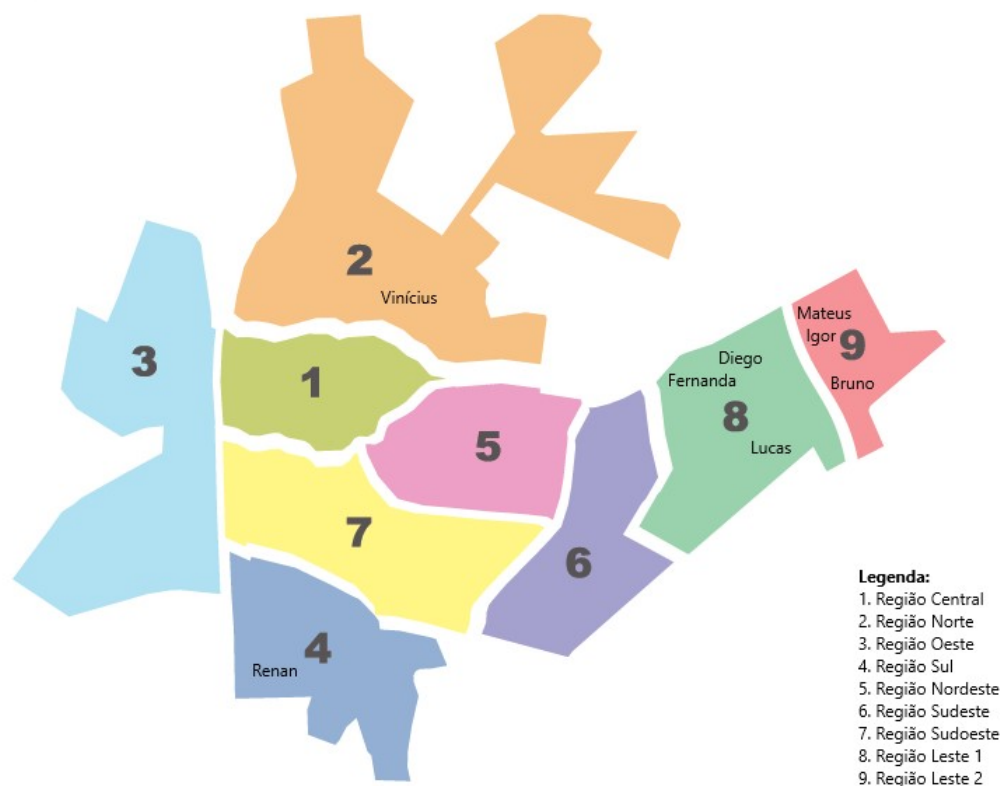 2
Vinícius
3
1
Mateus
Igor
9
Diego
Fernanda
Bruno
8
5
Lucas
7
6
4
Renan
Legenda:
1. Região Central
2. Região Norte
3. Região Oeste
4. Região Sul
5. Região Nordeste
6. Região Sudeste
7. Região Sudoeste
8. Região Leste 1
9. Região Leste 2